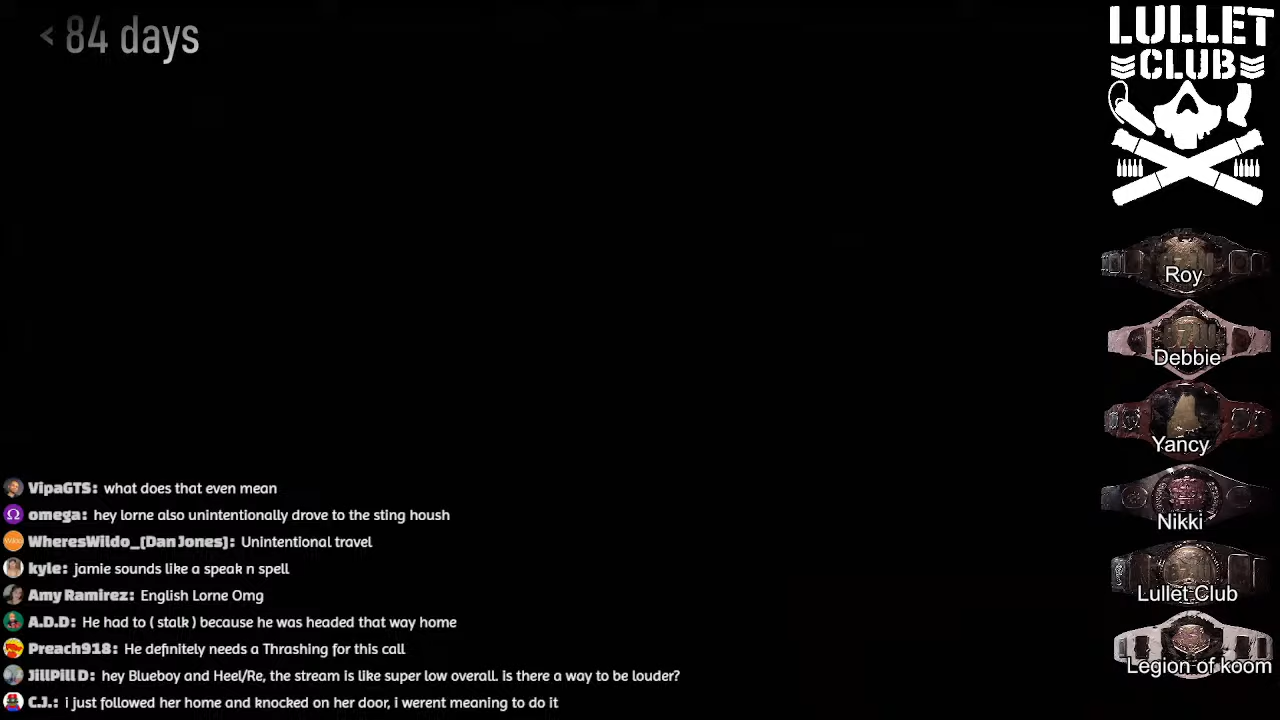 < 84 days
LULLET
CLUB
Roy
Debbie
Yancy
Nikki
Lullet Club
Legion of koom
VipaGTS: what does that even mean
omega: hey lorne also unintentionally drove to the sting housh
WheresWildo_(Dan Jones): Unintentional travel
kyle: jamie sounds like a speak n spell
Amy Ramirez: English Lorne Omg
A.D.D: He had to ( stalk ) because he was headed that way home
Preach918: He definitely needs a Thrashing for this call
JillPill D: hey Blueboy and Heel/Re, the stream is like super low overall. is there a way to be louder?
C.J.: i just followed her home and knocked on her door, i werent meaning to do it